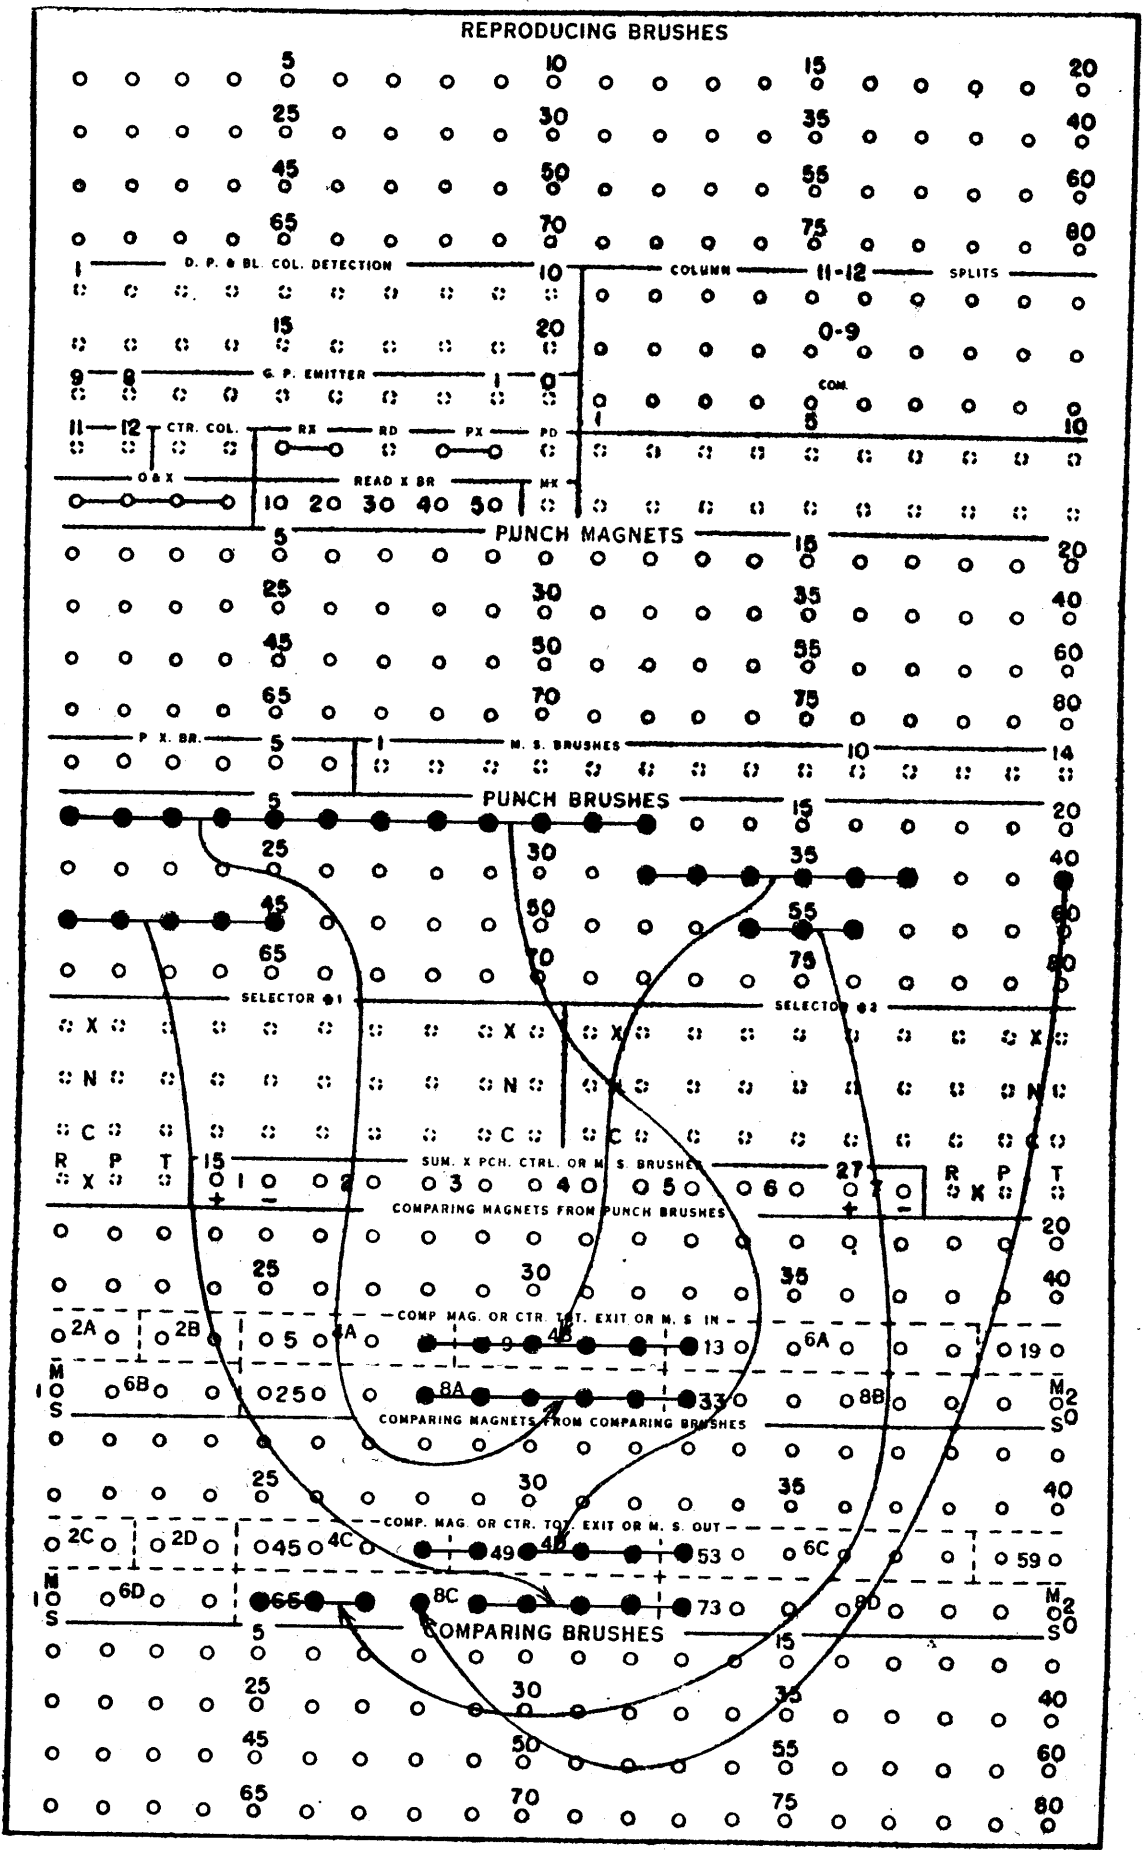 REPRODUCING BRUSHES
5 10 15 20
25 30 35 40
45 50 55 60
65 70 75 80
1 D. P. & BL. COL. DETECTION 10 COLUMN 11-12 SPLITS
15 20 0-9
9 8 G. P. EMITTER 1 0 COM.
1 5 10
11 12 CTR. COL. RX RD PX PD
O & X READ X BR MX
10 20 30 40 50
PUNCH MAGNETS
5 15 20
25 30 35 40
45 50 55 60
65 70 75 80
P X. BR. 5 1 M. S. BRUSHES 10 14
PUNCH BRUSHES
5 15 20
25 30 35 40
45 50 55 60
65 70 75 80
SELECTOR #1 SELECTOR #2
X X X X
N N N
C C C C
R P T 15 SUM. X PCH. CTRL. OR M. S. BRUSHES 27 R P T
X 1 2 3 4 5 6 7 X
+ - + -
COMPARING MAGNETS FROM PUNCH BRUSHES
20
25 30 35 40
COMP MAG. OR CTR. TOT. EXIT OR M. S IN
2A 2B 5 4A 9 4B 13 6A 19
M 1 S 6B 25 8A 33 8B M 20 S
COMPARING MAGNETS FROM COMPARING BRUSHES
25 30 35 40
COMP. MAG. OR CTR. TOT. EXIT OR M. S. OUT
2C 2D 45 4C 49 4D 53 6C 59
M 1 S 6D 65 8C 73 8D M 20 S
COMPARING BRUSHES
5 15
25 30 35 40
45 50 55 60
65 70 75 80